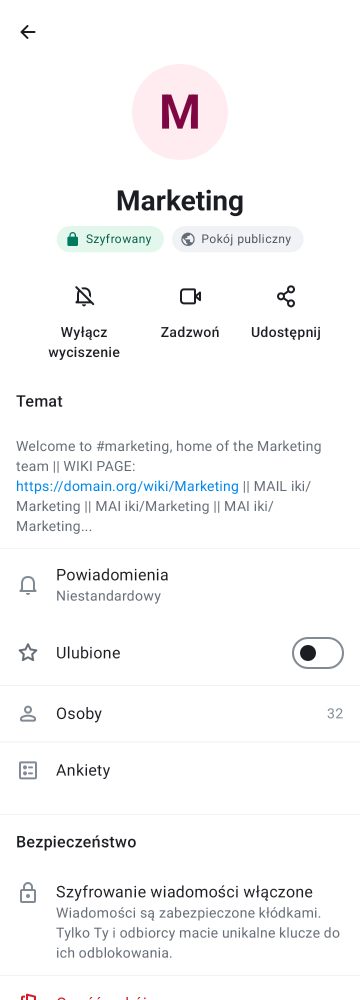 M
Marketing
Szyfrowany
Pokój publiczny
Wyłącz
wyciszenie
Zadzwoń
Udostępnij
Temat
Welcome to #marketing, home of the Marketing
team || WIKI PAGE:
https://domain.org/wiki/Marketing || MAIL iki/
Marketing || MAI iki/Marketing || MAI iki/
Marketing...
Powiadomienia
Niestandardowy
Ulubione
Osoby
32
Ankiety
Bezpieczeństwo
Szyfrowanie wiadomości włączone
Wiadomości są zabezpieczone kłódkami.
Tylko Ty i odbiorcy macie unikalne klucze do
ich odblokowania.